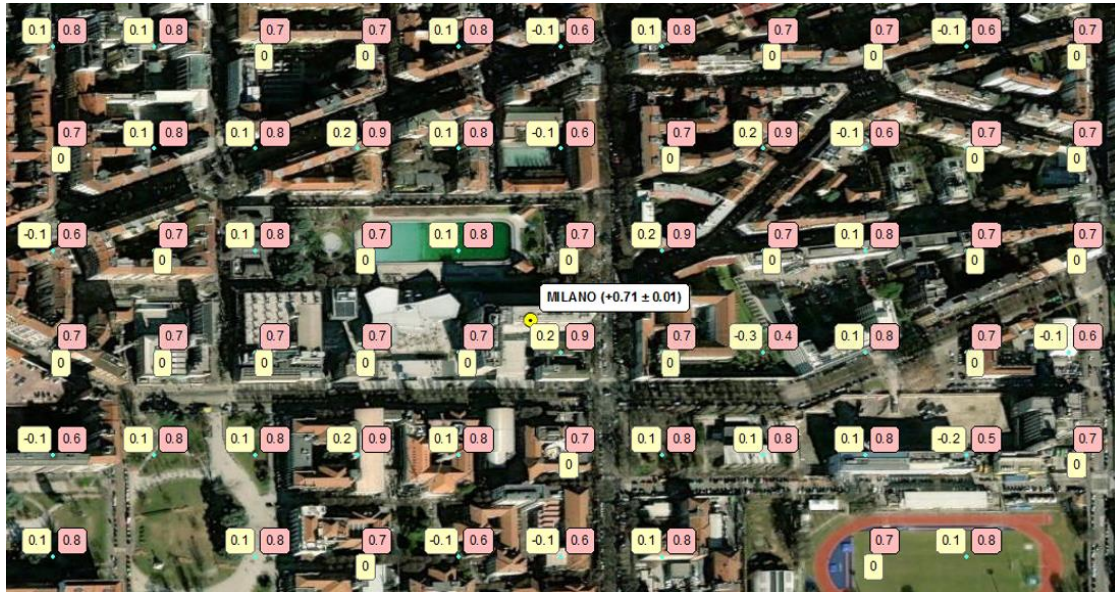 0.1 0.8 0.1 0.8 0.7 0.7 0.1 0.8 -0.1 0.6 0.1 0.8 0.7 0.7 -0.1 0.6 0.7
0 0 0 0 0
0.7 0.1 0.8 0.1 0.8 0.2 0.9 0.1 0.8 -0.1 0.6 0.7 0.2 0.9 -0.1 0.6 0.7 0.7
0 0 0 0
-0.1 0.6 0.7 0.1 0.8 0.7 0.1 0.8 0.7 0.2 0.9 0.7 0.1 0.8 0.7 0.7
0 0 0 0 0 0
MILANO (+0.71 ± 0.01)
0.7 0.7 0.7 0.7 0.7 0.2 0.9 0.7 -0.3 0.4 0.1 0.8 0.7 -0.1 0.6
0 0 0 0 0 0 0
-0.1 0.6 0.1 0.8 0.1 0.8 0.2 0.9 0.1 0.8 0.7 0.1 0.8 0.1 0.8 0.1 0.8 -0.2 0.5 0.7
0 0
0.1 0.8 0.1 0.8 0.7 -0.1 0.6 -0.1 0.6 0.1 0.8 0.7 0.1 0.8
0 0